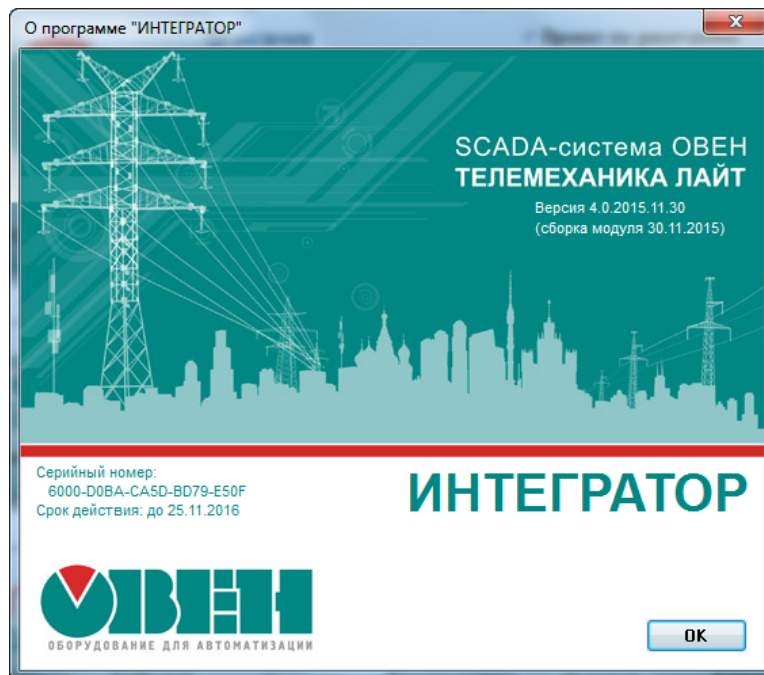 О программе "ИНТЕГРАТОР"
SCADA-система ОВЕН
ТЕЛЕМЕХАНИКА ЛАЙТ
Версия 4.0.2015.11.30
(сборка модуля 30.11.2015)
Серийный номер:
6000-D0BA-CA5D-BD79-E50F
Срок действия: до 25.11.2016
ИНТЕГРАТОР
ОВЕН
ОБОРУДОВАНИЕ ДЛЯ АВТОМАТИЗАЦИИ
OK